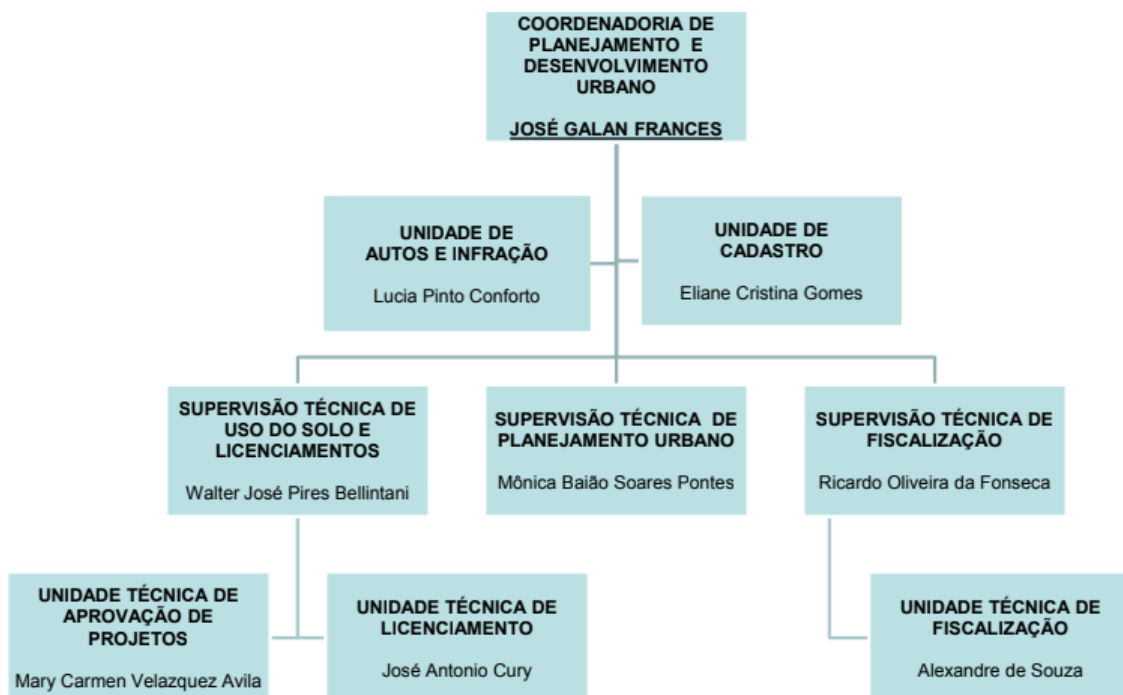 COORDENADORIA DE
PLANEJAMENTO E
DESENVOLVIMENTO
URBANO
JOSÉ GALAN FRANCES
UNIDADE DE
AUTOS E INFRAÇÃO
Lucia Pinto Conforto
UNIDADE DE
CADASTRO
Eliane Cristina Gomes
SUPERVISÃO TÉCNICA DE
USO DO SOLO E
LICENCIAMENTOS
Walter José Pires Bellintani
SUPERVISÃO TÉCNICA DE
PLANEJAMENTO URBANO
Mônica Baião Soares Pontes
SUPERVISÃO TÉCNICA DE
FISCALIZAÇÃO
Ricardo Oliveira da Fonseca
UNIDADE TÉCNICA DE
APROVAÇÃO DE
PROJETOS
Mary Carmen Velazquez Avila
UNIDADE TÉCNICA DE
LICENCIAMENTO
José Antonio Cury
UNIDADE TÉCNICA DE
FISCALIZAÇÃO
Alexandre de Souza